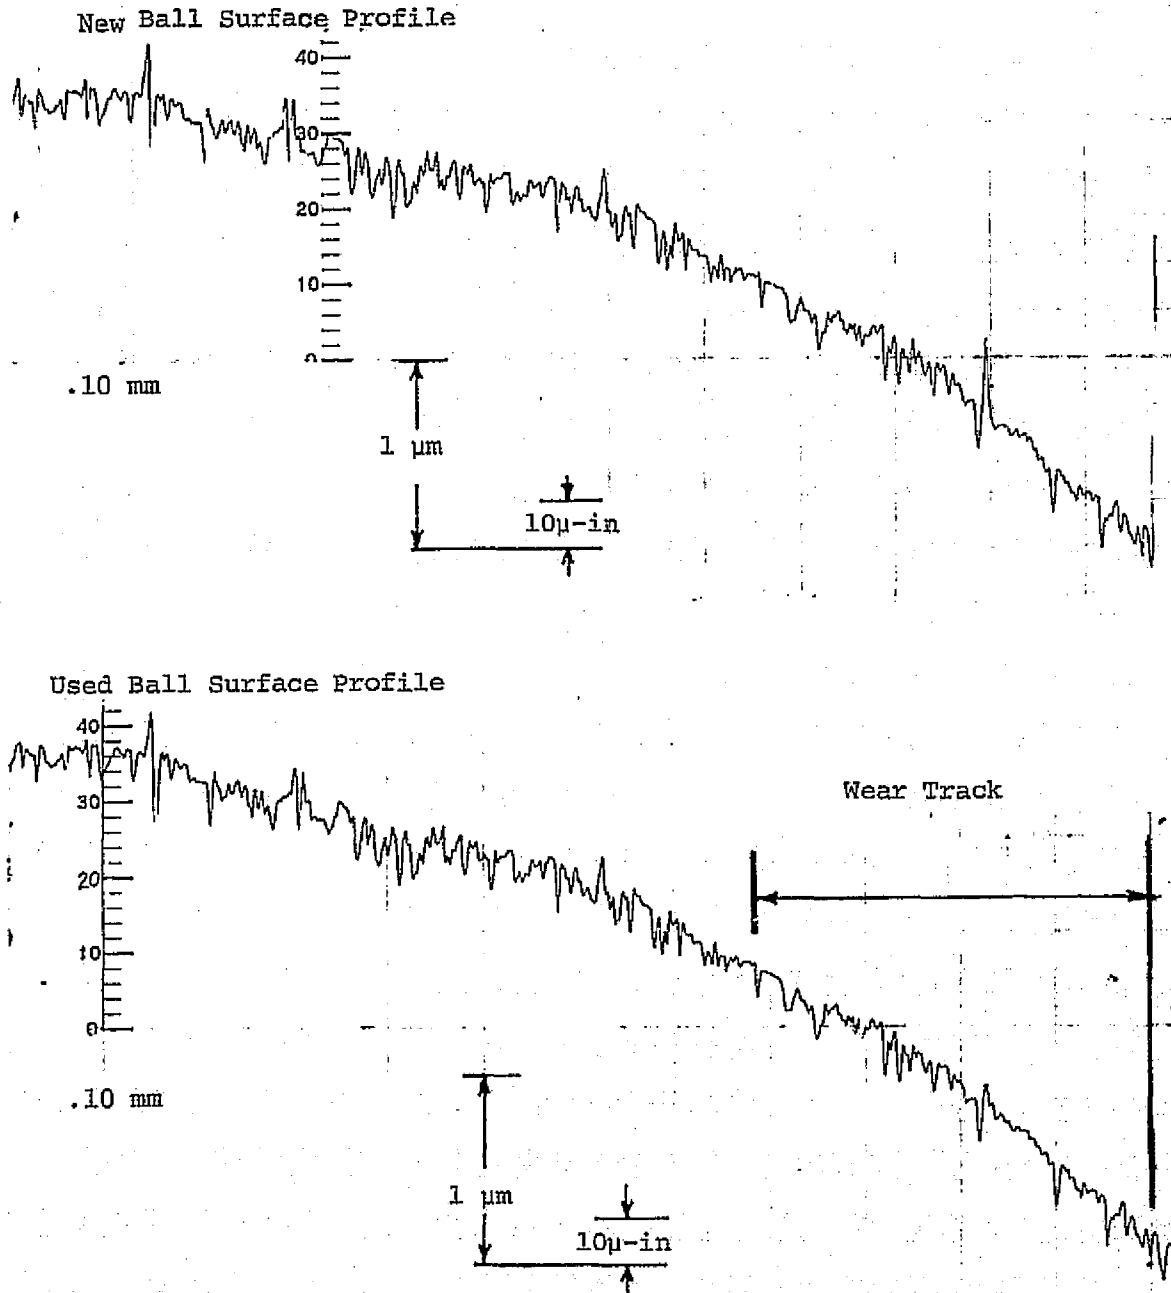 New Ball Surface Profile
40
30
20
10
0
.10 mm
1 μm
10μ-in
Used Ball Surface Profile
40
30
20
10
0
Wear Track
.10 mm
1 μm
10μ-in